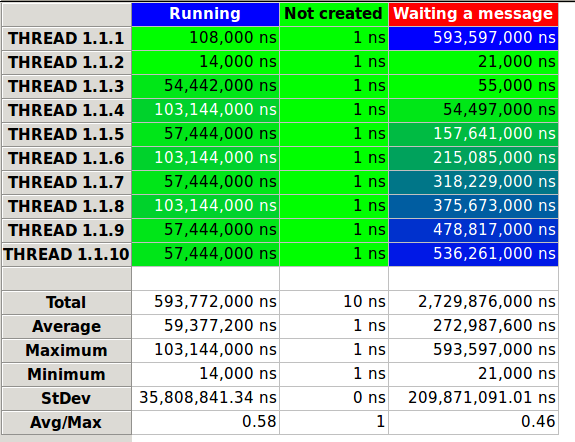 Running Not created Waiting a message
THREAD 1.1.1 108,000 ns 1 ns 593,597,000 ns
THREAD 1.1.2 14,000 ns 1 ns 21,000 ns
THREAD 1.1.3 54,442,000 ns 1 ns 55,000 ns
THREAD 1.1.4 103,144,000 ns 1 ns 54,497,000 ns
THREAD 1.1.5 57,444,000 ns 1 ns 157,641,000 ns
THREAD 1.1.6 103,144,000 ns 1 ns 215,085,000 ns
THREAD 1.1.7 57,444,000 ns 1 ns 318,229,000 ns
THREAD 1.1.8 103,144,000 ns 1 ns 375,673,000 ns
THREAD 1.1.9 57,444,000 ns 1 ns 478,817,000 ns
THREAD 1.1.10 57,444,000 ns 1 ns 536,261,000 ns
Total 593,772,000 ns 10 ns 2,729,876,000 ns
Average 59,377,200 ns 1 ns 272,987,600 ns
Maximum 103,144,000 ns 1 ns 593,597,000 ns
Minimum 14,000 ns 1 ns 21,000 ns
StDev 35,808,841.34 ns 0 ns 209,871,091.01 ns
Avg/Max 0.58 1 0.46